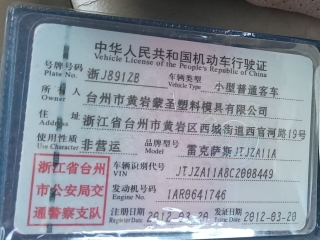 中华人民共和国机动车行驶证
Vehicle License of the People's Republic of China
号牌号码 浙J891ZB 车辆类型 小型普通客车
Plate No. Vehicle Type
所有人 台州市黄岩蒙圣塑料模具有限公司
Owner
住址 浙江省台州市黄岩区西城街道西官河路19号
Address
使用性质 非营运 品牌型号 雷克萨斯JTJZA11A
Use Character Model
浙江省台州 车辆识别代号 JTJZA11A8C2008449
VIN
市公安局交 发动机号码 1AR0641746
Engine No.
通警察支队 注册日期 2012-03-20 发证日期 2012-03-20
Register Date Issue Date